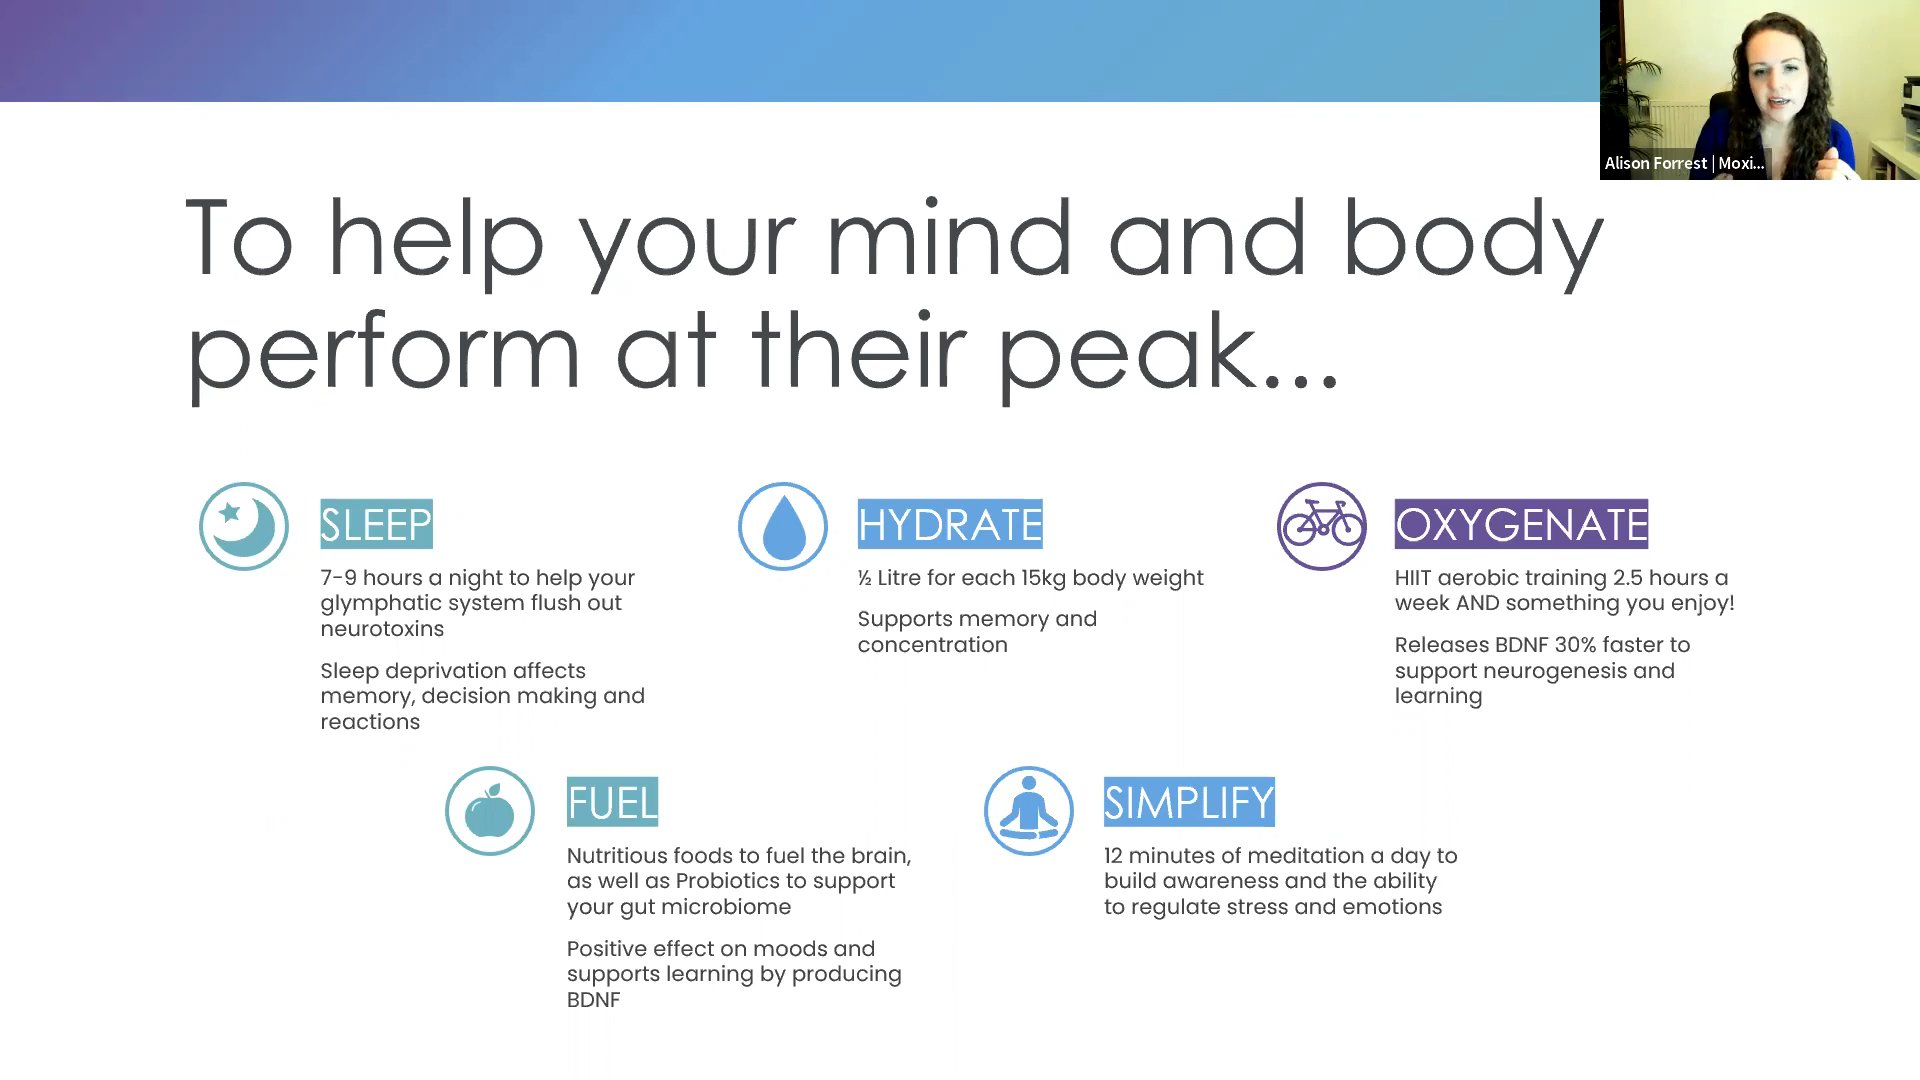 Alison Forrest | Moxi...
To help your mind and body
perform at their peak...
SLEEP
7-9 hours a night to help your
glymphatic system flush out
neurotoxins
Sleep deprivation affects
memory, decision making and
reactions
HYDRATE
½ Litre for each 15kg body weight
Supports memory and
concentration
OXYGENATE
HIIT aerobic training 2.5 hours a
week AND something you enjoy!
Releases BDNF 30% faster to
support neurogenesis and
learning
FUEL
Nutritious foods to fuel the brain,
as well as Probiotics to support
your gut microbiome
Positive effect on moods and
supports learning by producing
BDNF
SIMPLIFY
12 minutes of meditation a day to
build awareness and the ability
to regulate stress and emotions